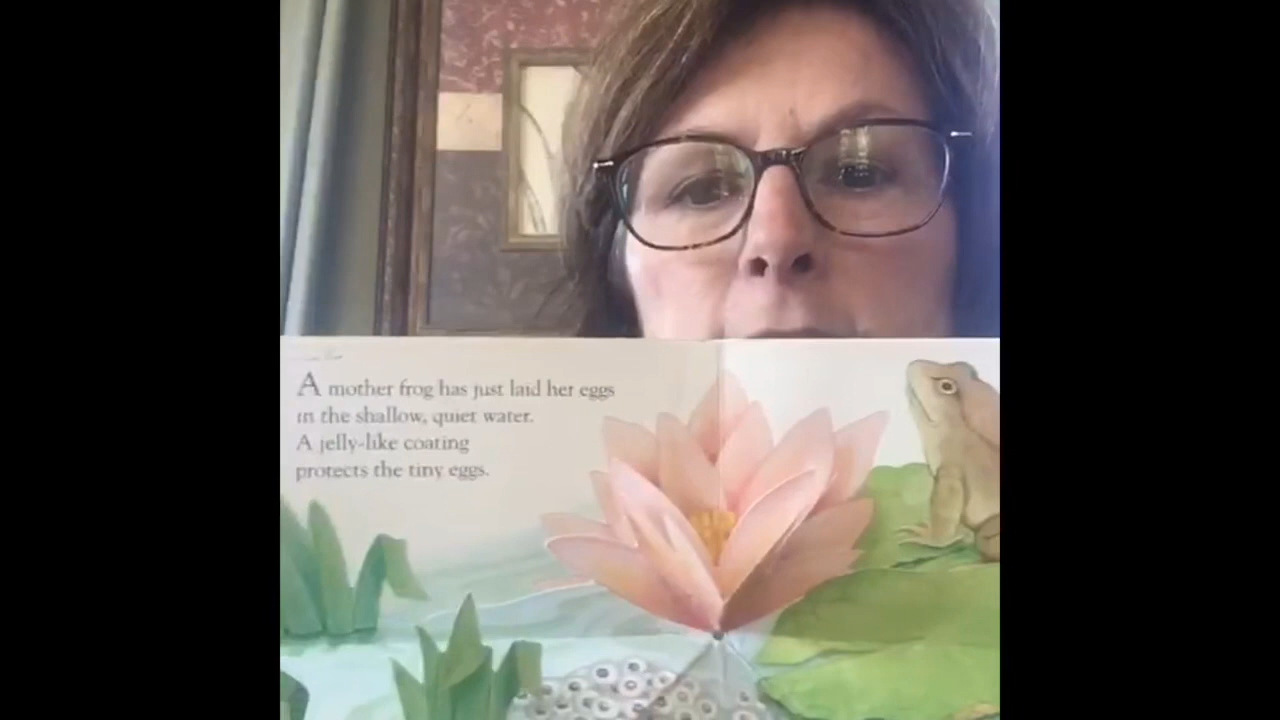 A mother frog has just laid her eggs
in the shallow, quiet water.
A jelly-like coating
protects the tiny eggs.